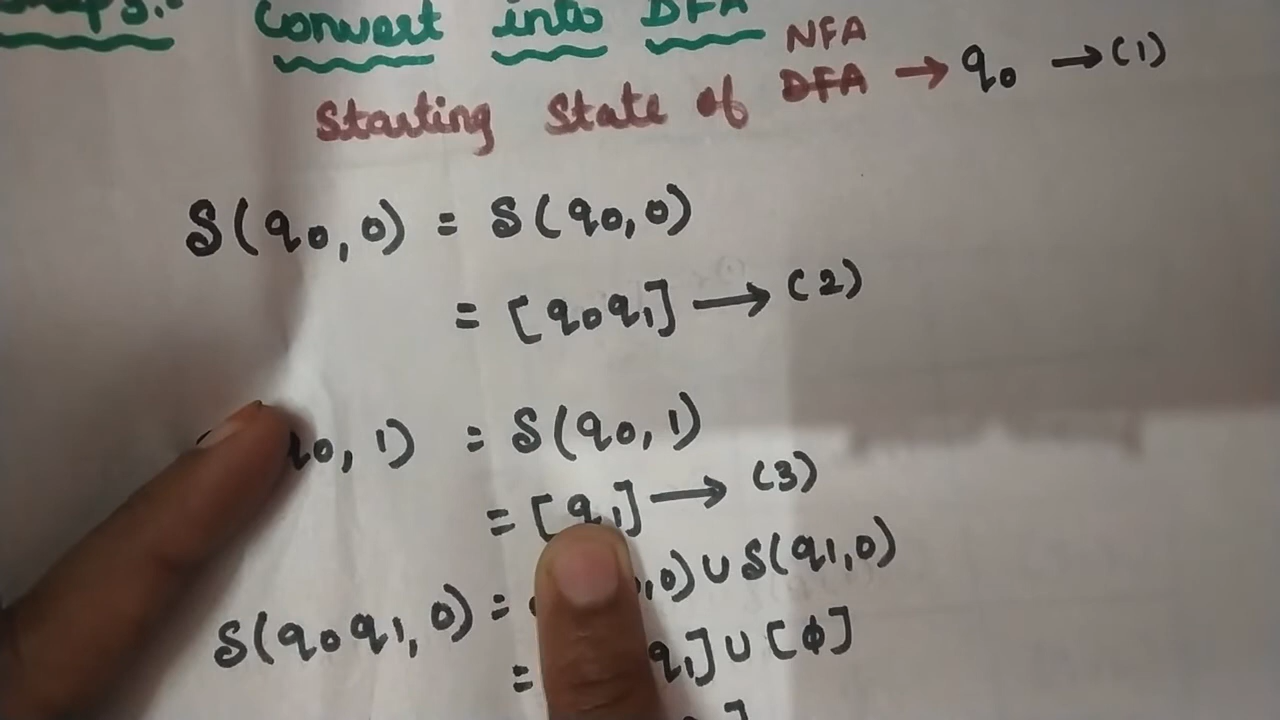 Convert into DFA
NFA
Starting State of DFA → q₀ → (1)
δ(q₀,0) = δ(q₀,0)
= [q₀q₁] → (2)
q₀,1) = δ(q₀,1)
= [q₁] → (3)
δ(q₀q₁,0) = ,0) ∪ δ(q₁,0)
= q₁] ∪ [ϕ]
]